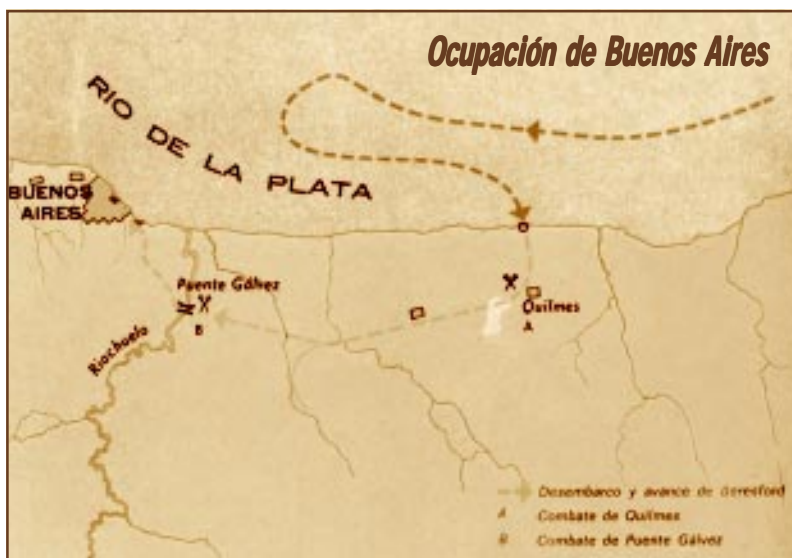 Ocupación de Buenos Aires
RIO DE LA PLATA
BUENOS
AIRES
Puente Gálvez
B
Riachuelo
Quilmes
A
Desembarco y avance de Beresford
A Combate de Quilmes
B Combate de Puente Gálvez